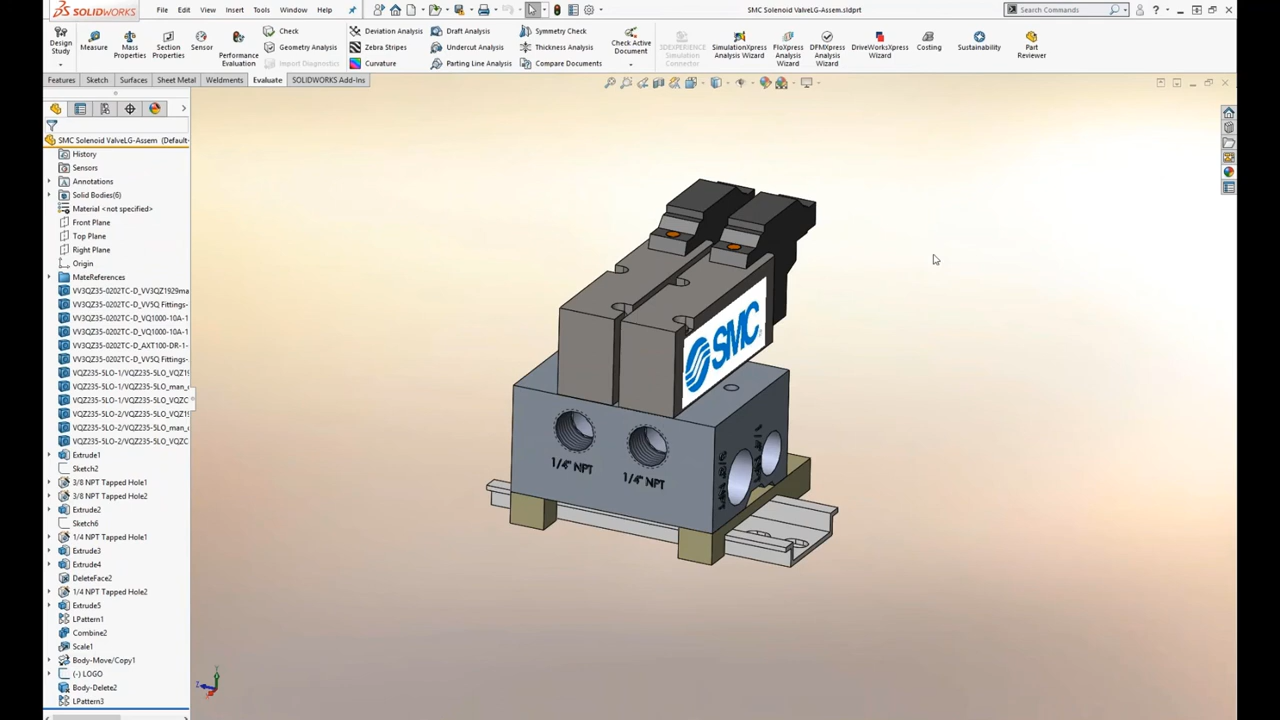 SOLIDWORKS
File Edit View Insert Tools Window Help
SMC Solenoid ValveLG-Assem.sldprt
Search Commands
Design Study
Measure
Mass Properties
Section Properties
Sensor
Performance Evaluation
Check
Geometry Analysis
Import Diagnostics
Deviation Analysis
Zebra Stripes
Curvature
Draft Analysis
Undercut Analysis
Parting Line Analysis
Symmetry Check
Thickness Analysis
Compare Documents
Check Active Document
3DEXPERIENCE Simulation Connector
SimulationXpress Analysis Wizard
FloXpress Analysis Wizard
DFMXpress Analysis Wizard
DriveWorksXpress Wizard
Costing
Sustainability
Part Reviewer
Features Sketch Surfaces Sheet Metal Weldments Evaluate SOLIDWORKS Add-Ins
SMC Solenoid ValveLG-Assem (Default-
History
Sensors
Annotations
Solid Bodies(6)
Material <not specified>
Front Plane
Top Plane
Right Plane
Origin
MateReferences
VV3QZ35-0202TC-D_VV3QZ1929ma
VV3QZ35-0202TC-D_VV5Q Fittings-
VV3QZ35-0202TC-D_VQ1000-10A-1
VV3QZ35-0202TC-D_VQ1000-10A-1
VV3QZ35-0202TC-D_AXT100-DR-1-
VV3QZ35-0202TC-D_VV5Q Fittings-
VQZ235-5LO-1/VQZ235-5LO_VQZ19
VQZ235-5LO-1/VQZ235-5LO_man_
VQZ235-5LO-1/VQZ235-5LO_VQZC
VQZ235-5LO-2/VQZ235-5LO_VQZ19
VQZ235-5LO-2/VQZ235-5LO_man_
VQZ235-5LO-2/VQZ235-5LO_VQZC
Extrude1
Sketch2
3/8 NPT Tapped Hole1
3/8 NPT Tapped Hole2
Extrude2
Sketch6
1/4 NPT Tapped Hole1
Extrude3
Extrude4
DeleteFace2
1/4 NPT Tapped Hole2
Extrude5
LPattern1
Combine2
Scale1
Body-Move/Copy1
(-) LOGO
Body-Delete2
LPattern3
SMC
1/4" NPT
1/4" NPT
3/8" NPT
1/4" NPT
Y
Z
X